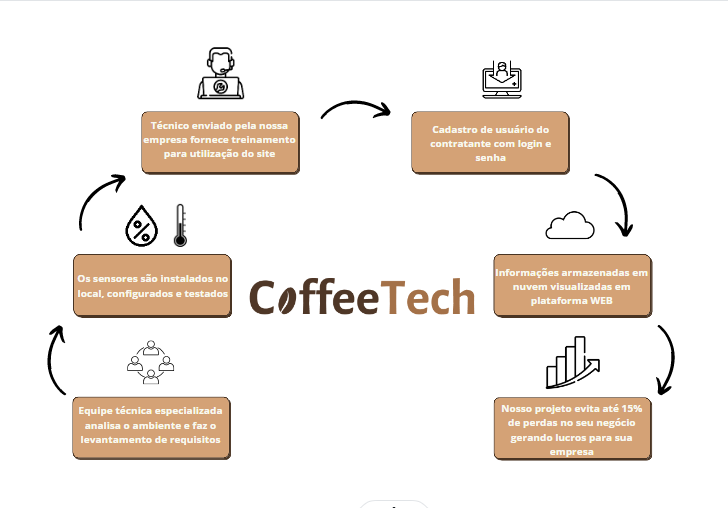 Técnico enviado pela nossa
empresa fornece treinamento
para utilização do site
Cadastro de usuário do
contratante com login e
senha
Os sensores são instalados no
local, configurados e testados
CoffeeTech
Informações armazenadas em
nuvem visualizadas em
plataforma WEB
Equipe técnica especializada
analisa o ambiente e faz o
levantamento de requisitos
Nosso projeto evita até 15%
de perdas no seu negócio
gerando lucros para sua
empresa